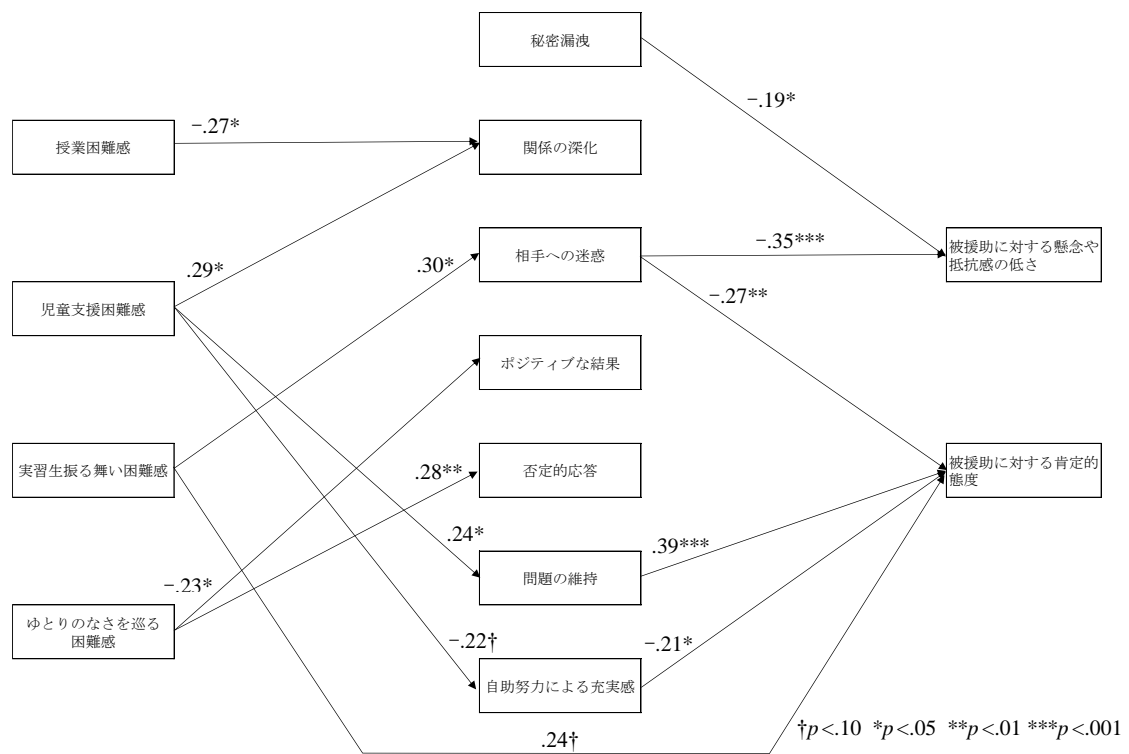 秘密漏洩
−.19*
−.27*
授業困難感
関係の深化
相手への迷惑
−.35***
被援助に対する懸念や
抵抗感の低さ
.29*
.30*
−.27**
児童支援困難感
ポジティブな結果
実習生振る舞い困難感
.28**
否定的応答
被援助に対する肯定的
態度
.24*
.39***
−.23*
問題の維持
ゆとりのなさを巡る
困難感
−.22†
−.21*
自助努力による充実感
.24†
†p<.10 *p<.05 **p<.01 ***p<.001